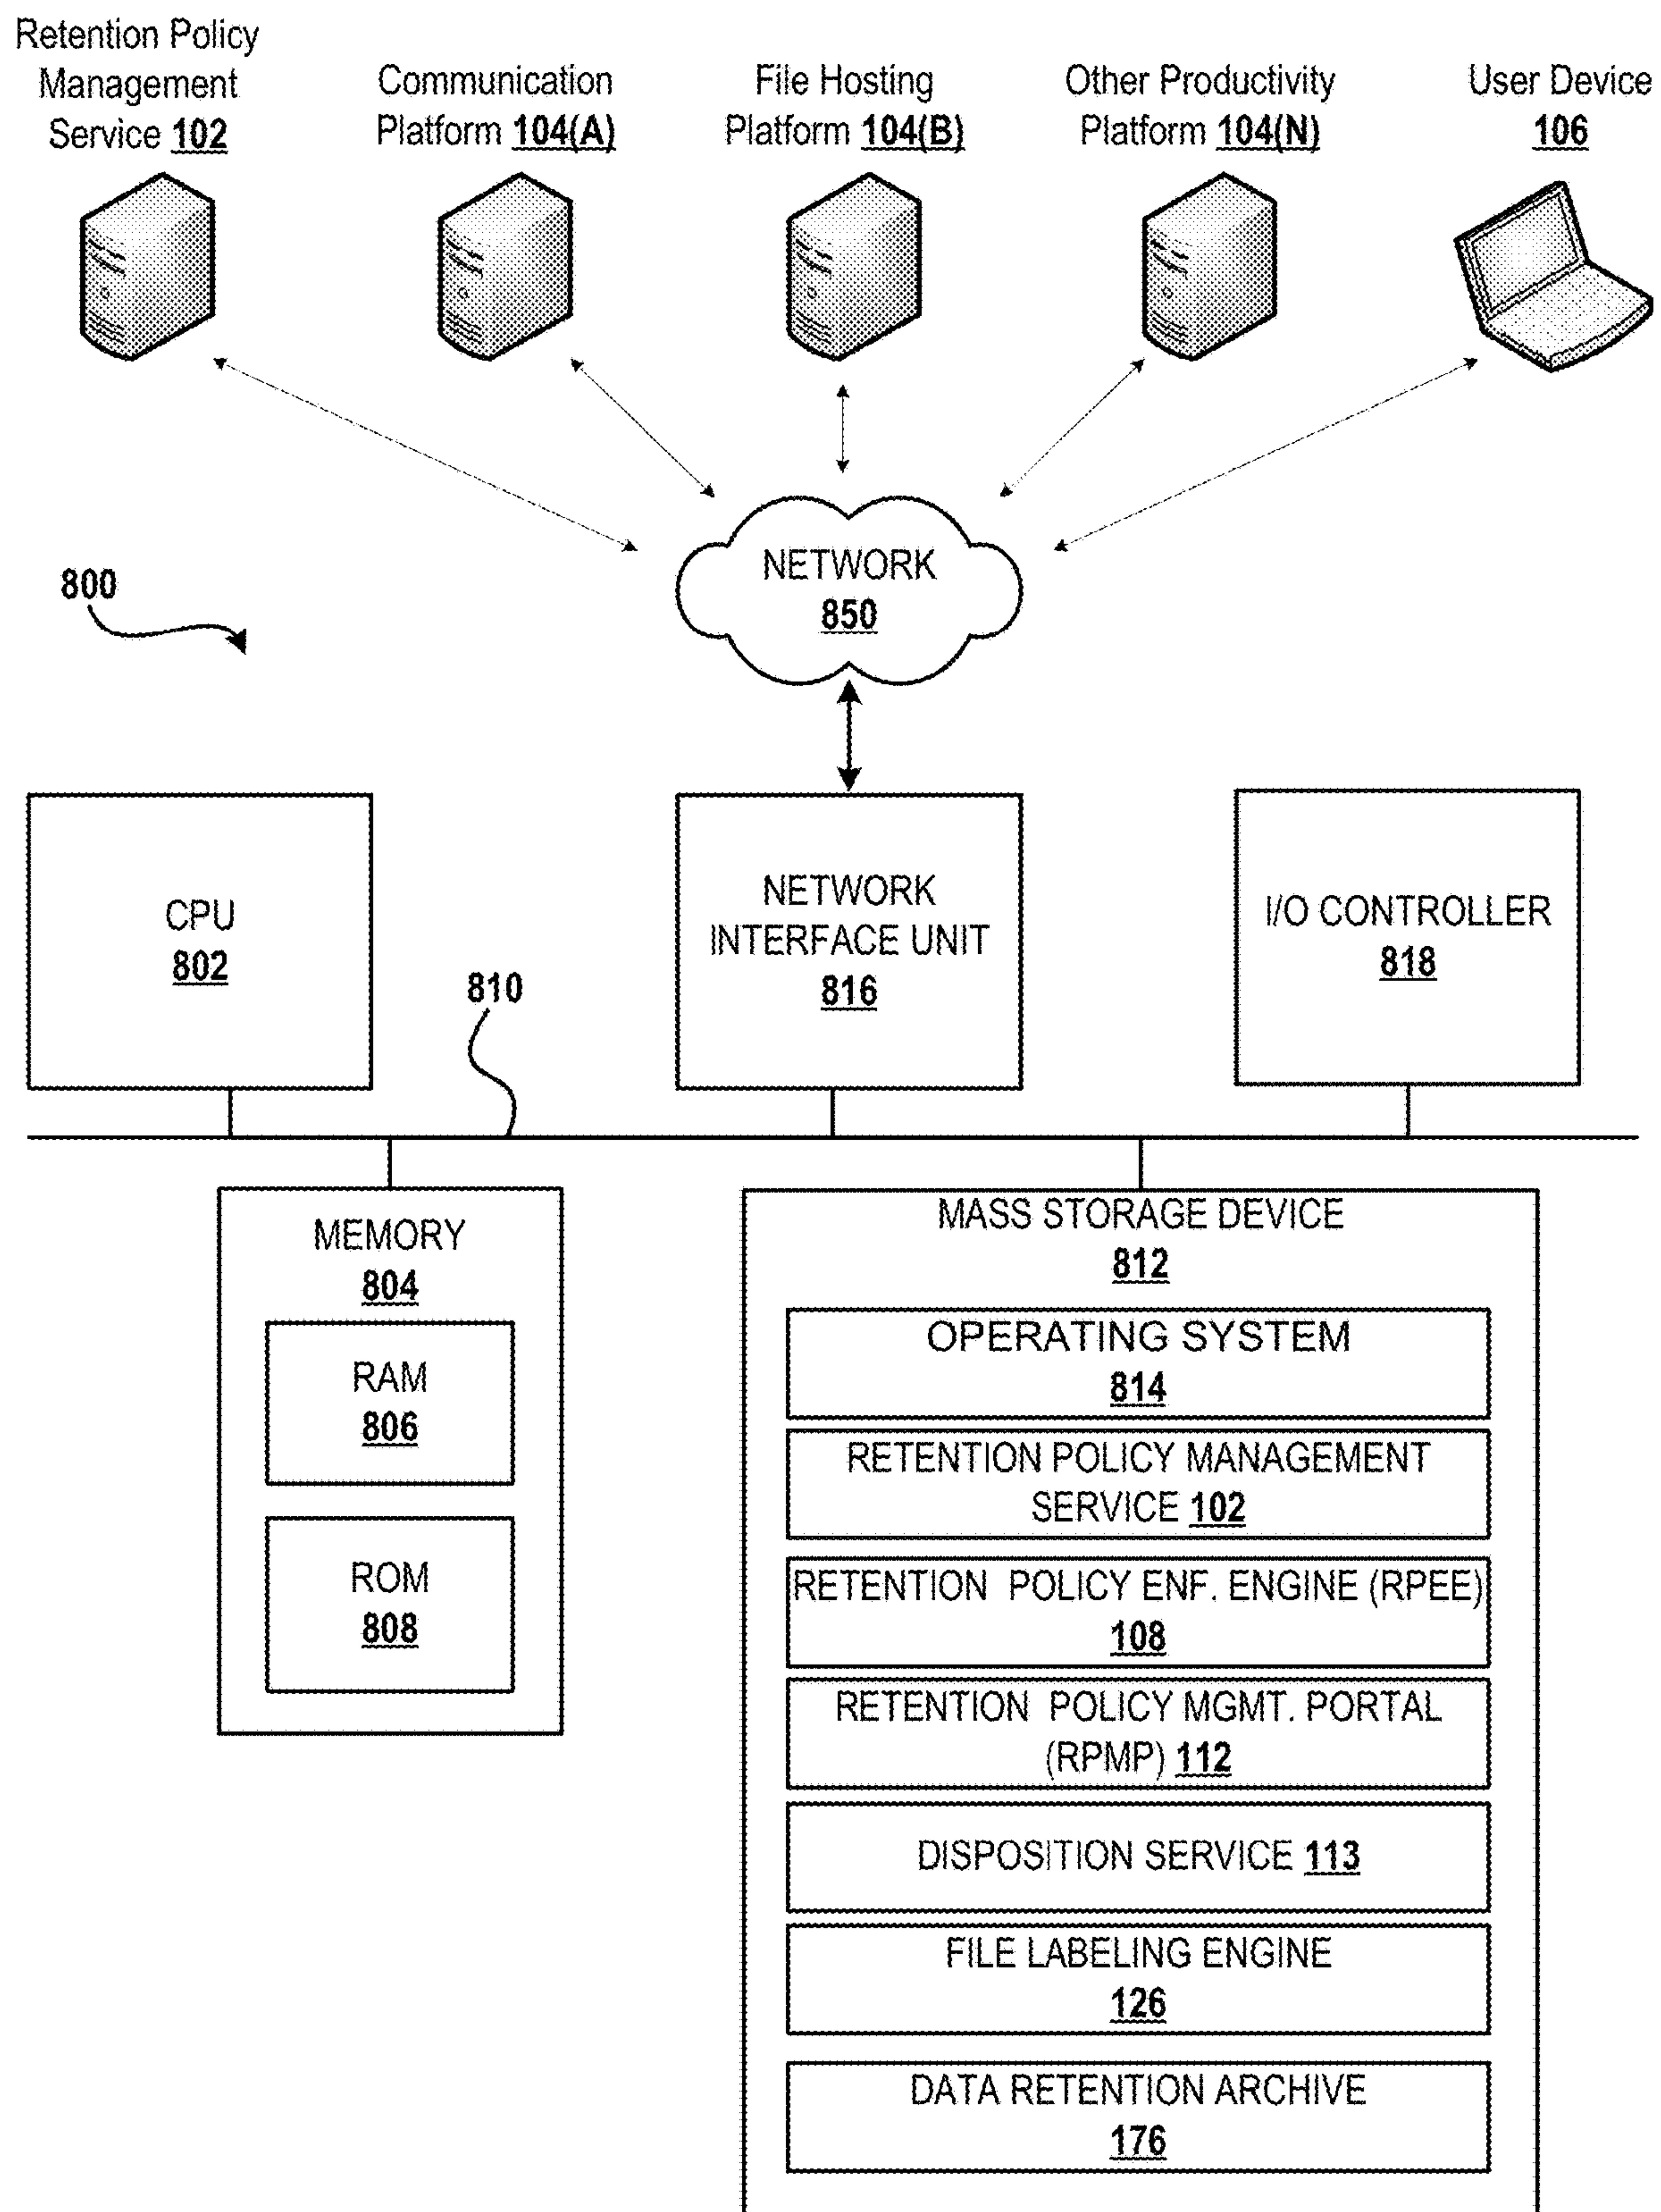 Retention Policy
Management
Service 102
Communication
Platform 104(A)
File Hosting
Platform 104(B)
Other Productivity
Platform 104(N)
User Device
106
NETWORK
850
800
CPU
802
NETWORK
INTERFACE UNIT
816
I/O CONTROLLER
818
810
MEMORY
804
RAM
806
ROM
808
MASS STORAGE DEVICE
812
OPERATING SYSTEM
814
RETENTION POLICY MANAGEMENT
SERVICE 102
RETENTION POLICY ENF. ENGINE (RPEE)
108
RETENTION POLICY MGMT. PORTAL
(RPMP) 112
DISPOSITION SERVICE 113
FILE LABELING ENGINE
126
DATA RETENTION ARCHIVE
176